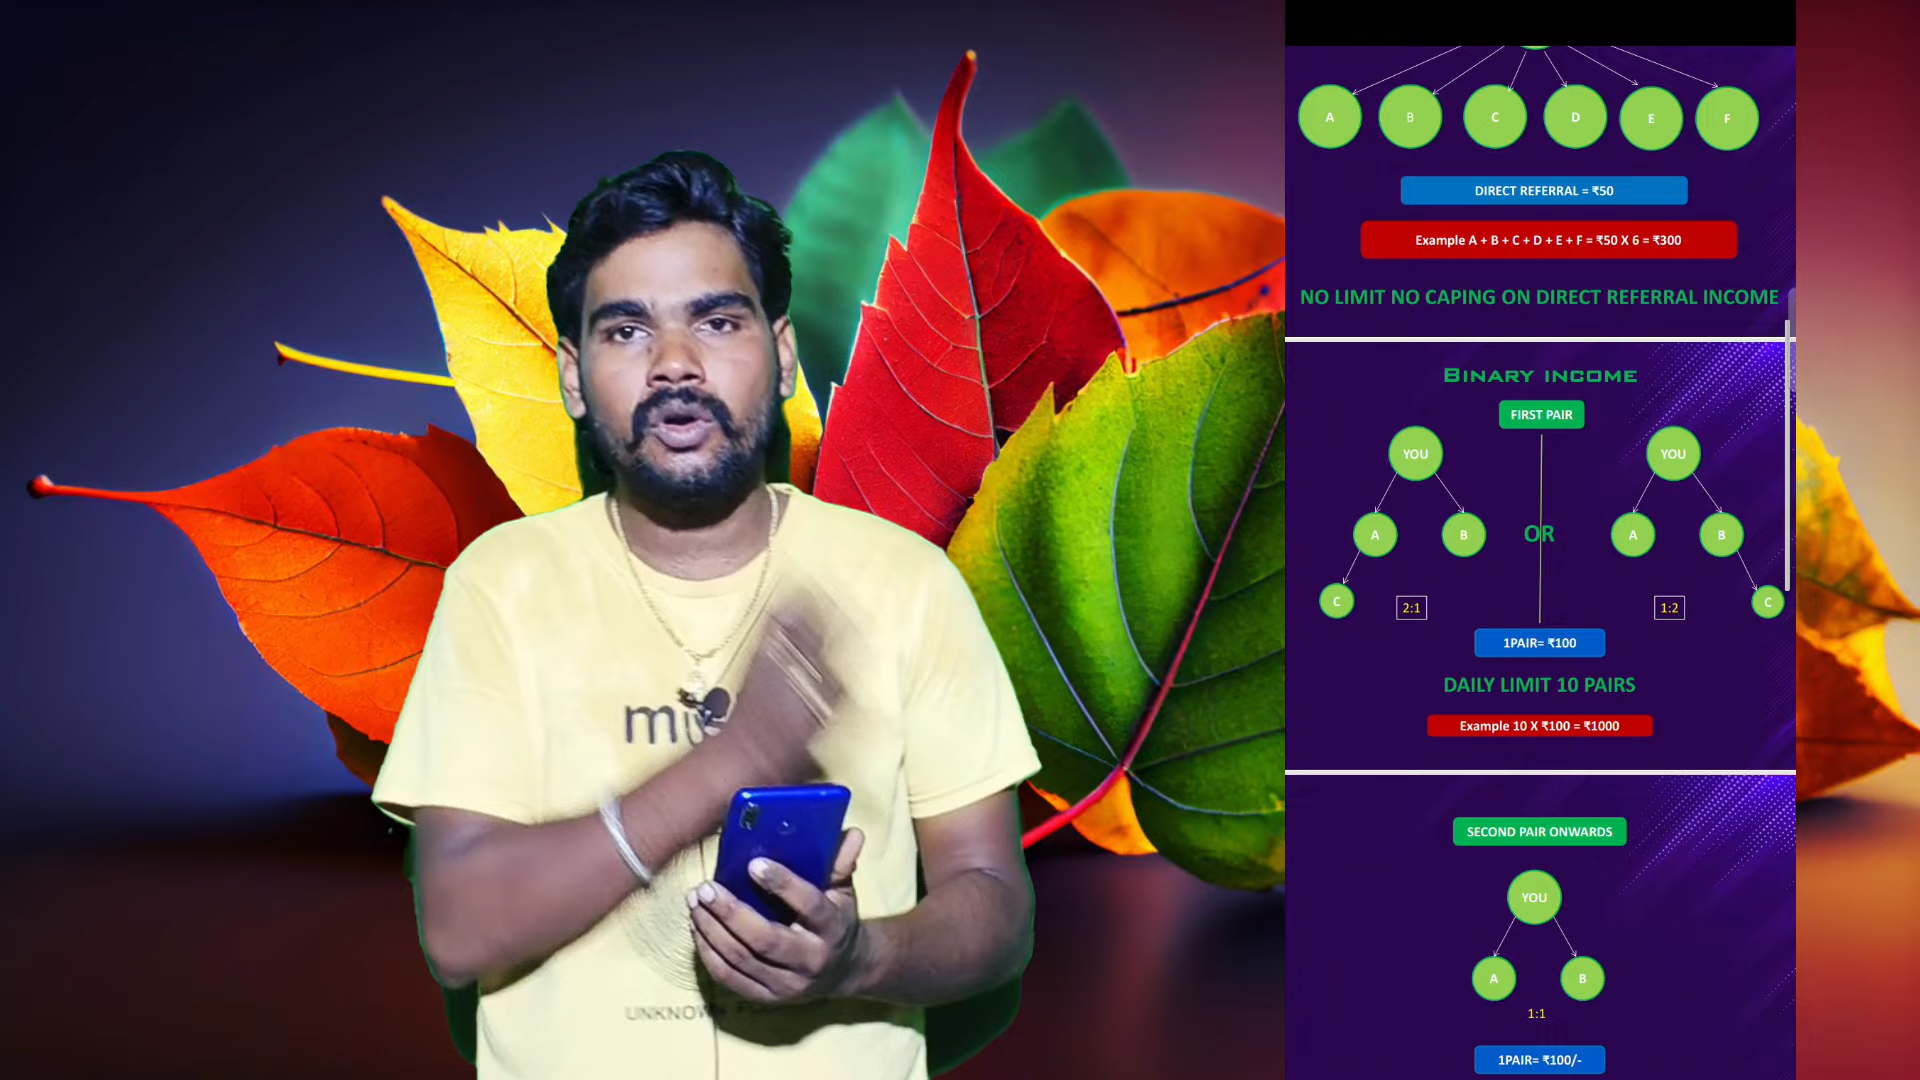 A B C D E F
DIRECT REFERRAL = ₹50
Example A + B + C + D + E + F = ₹50 X 6 = ₹300
NO LIMIT NO CAPING ON DIRECT REFERRAL INCOME
BINARY INCOME
FIRST PAIR
YOU YOU
A B OR A B
C 2:1 1:2 C
1PAIR= ₹100
DAILY LIMIT 10 PAIRS
Example 10 X ₹100 = ₹1000
SECOND PAIR ONWARDS
YOU
A B
1:1
1PAIR= ₹100/-
UNKNOWN